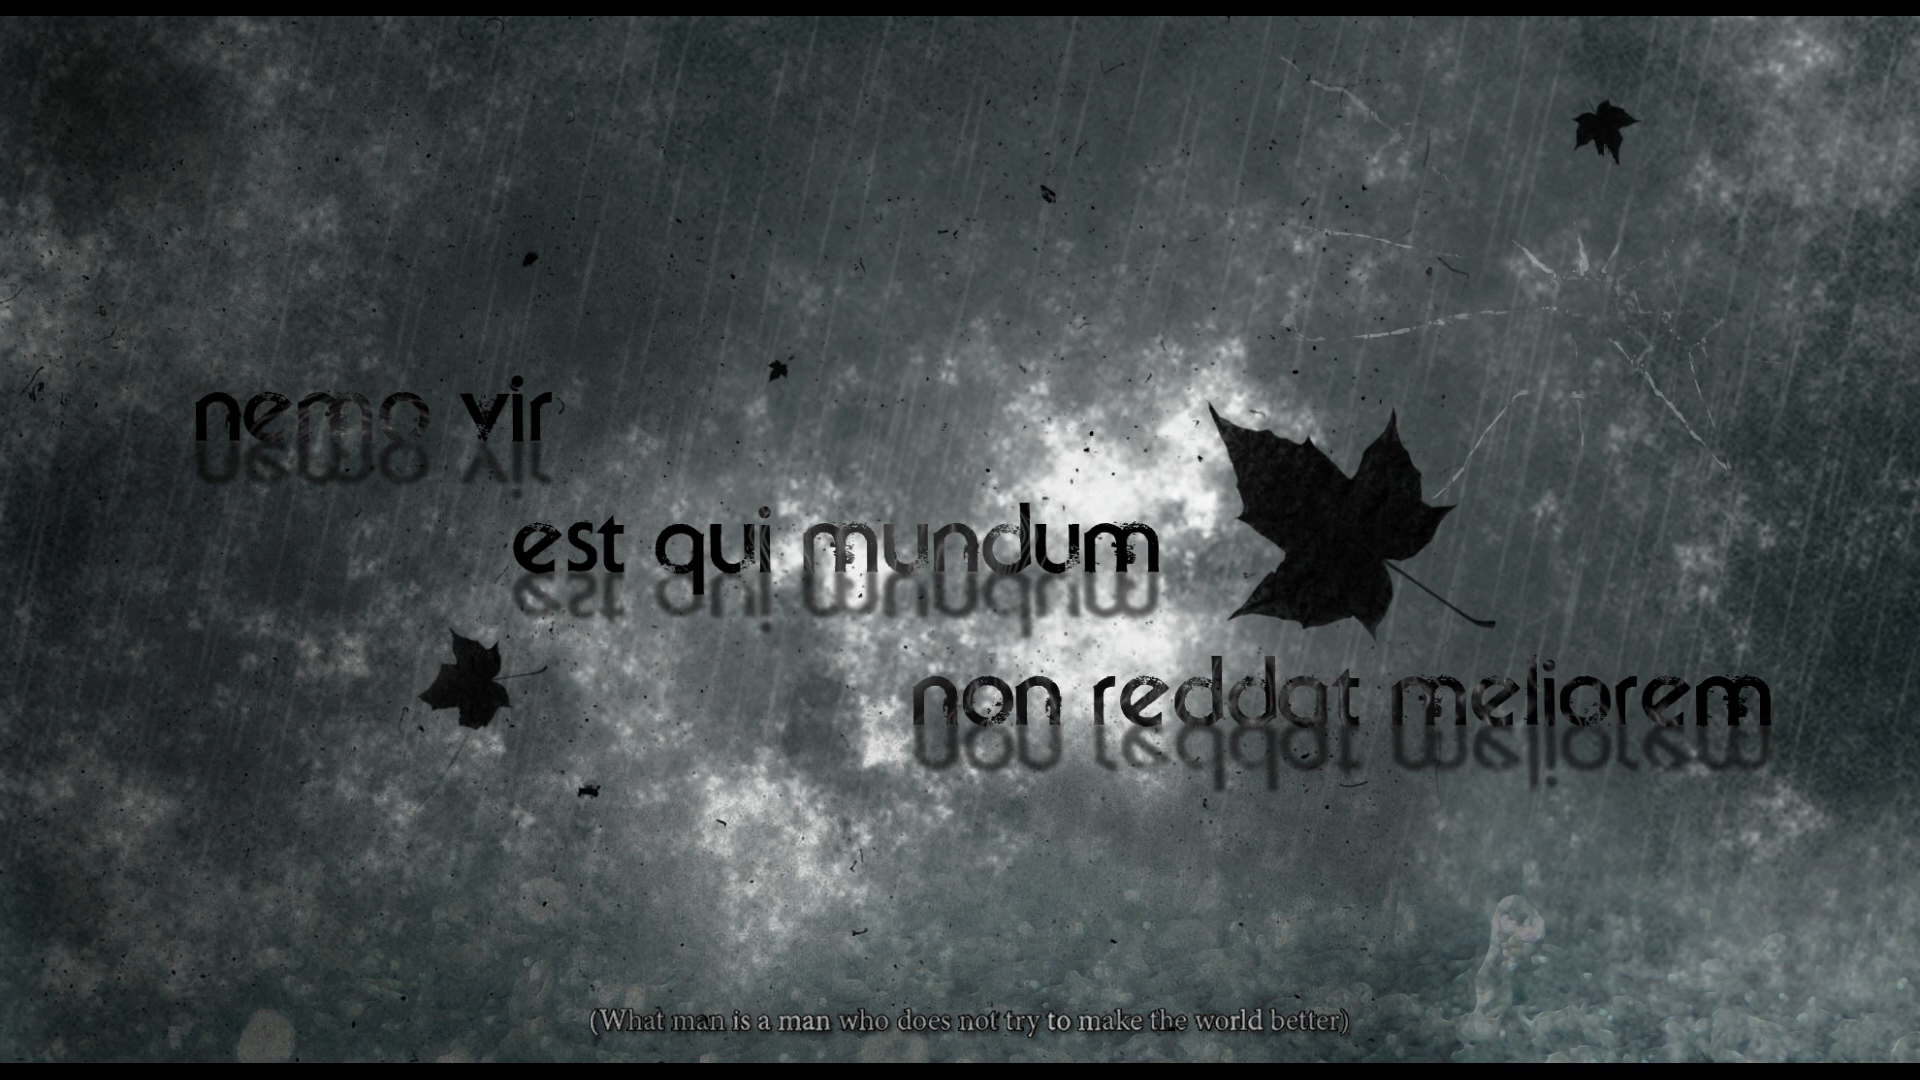 nemo vir
est qui mundum
non reddat meliorem
(What man is a man who does not try to make the world better)